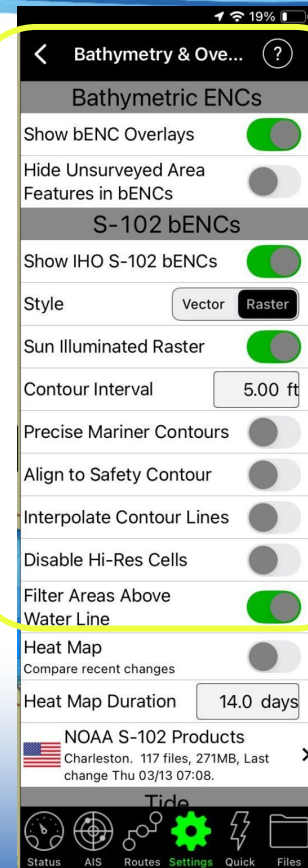 19%
Bathymetry & Ove... ?
Bathymetric ENCs
Show bENC Overlays
Hide Unsurveyed Area
Features in bENCs
S-102 bENCs
Show IHO S-102 bENCs
Style Vector Raster
Sun Illuminated Raster
Contour Interval 5.00 ft
Precise Mariner Contours
Align to Safety Contour
Interpolate Contour Lines
Disable Hi-Res Cells
Filter Areas Above
Water Line
Heat Map
Compare recent changes
Heat Map Duration 14.0 days
NOAA S-102 Products
Charleston. 117 files, 271MB, Last
change Thu 03/13 07:08.
Tide
Status AIS Routes Settings Quick Files